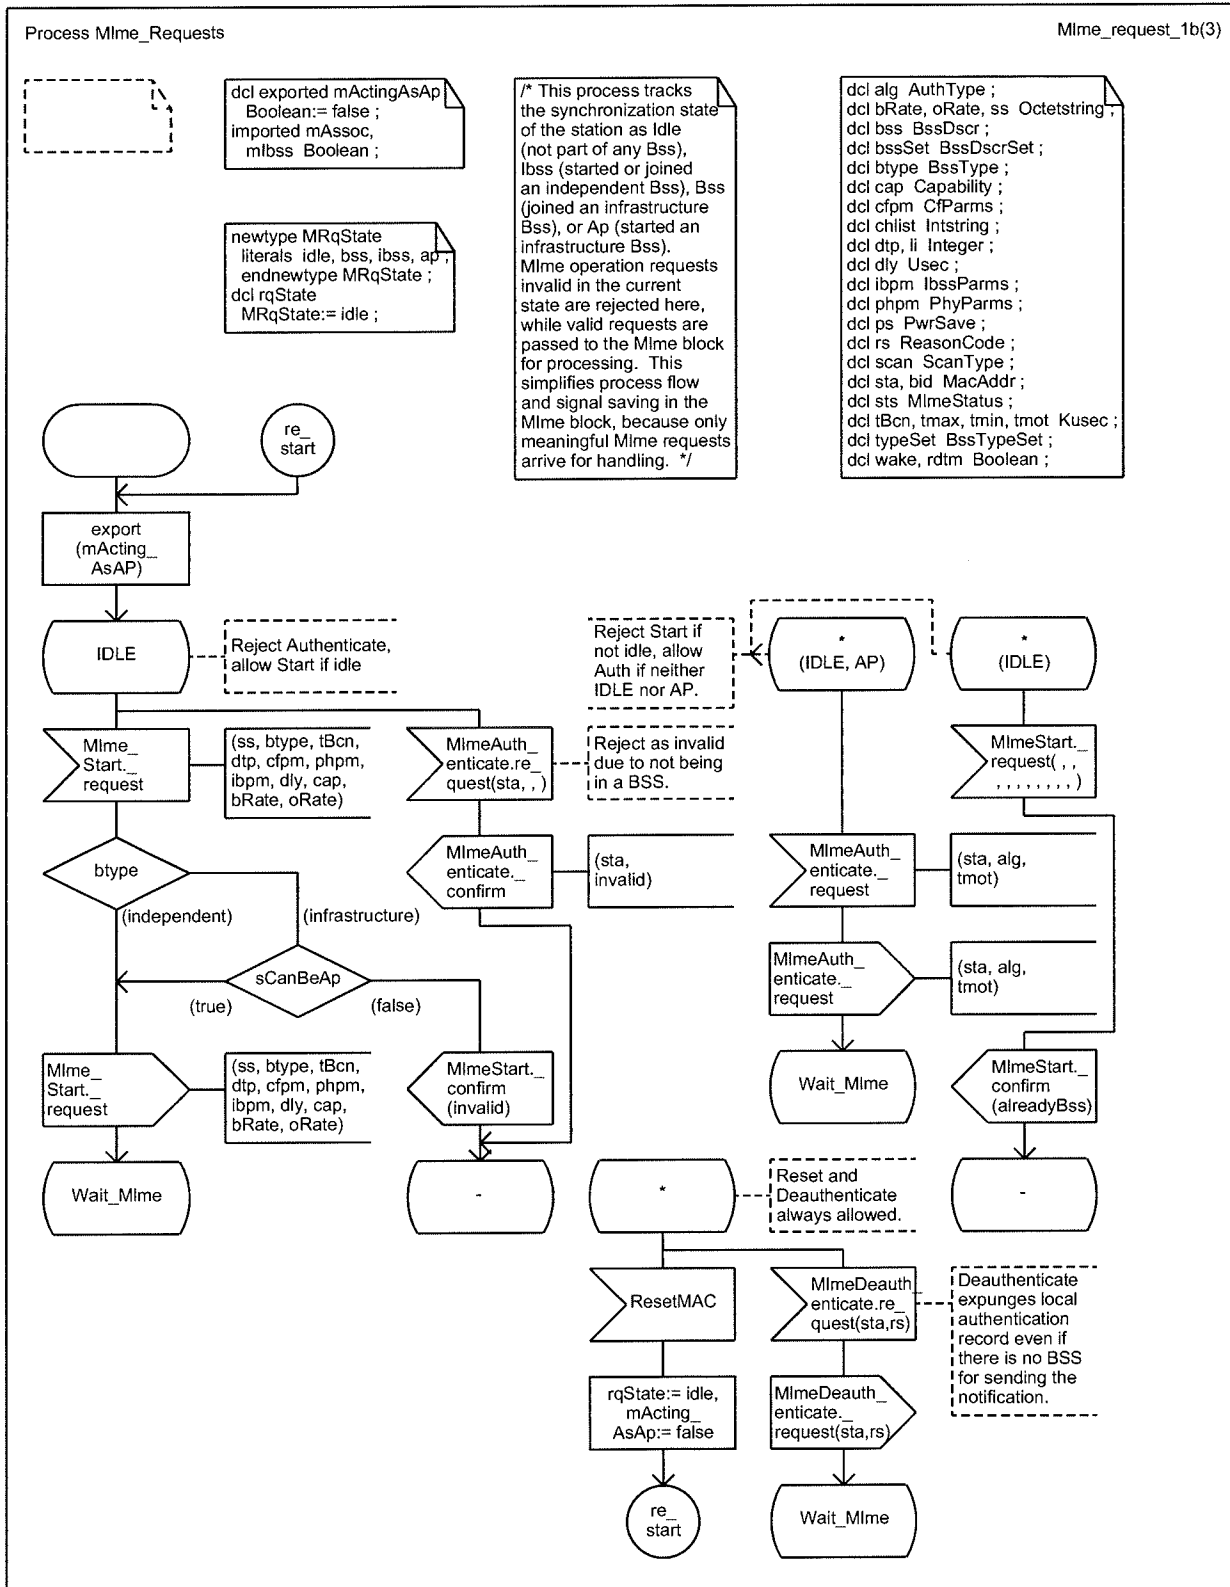 Process Mlme_Requests
Mlme_request_1b(3)
dcl exported mActingAsAp
Boolean:= false ;
imported mAssoc,
mIbss Boolean ;
newtype MRqState
literals idle, bss, ibss, ap ;
endnewtype MRqState ;
dcl rqState
MRqState:= idle ;
/* This process tracks
the synchronization state
of the station as Idle
(not part of any Bss),
Ibss (started or joined
an independent Bss), Bss
(joined an infrastructure
Bss), or Ap (started an
infrastructure Bss).
Mlme operation requests
invalid in the current
state are rejected here,
while valid requests are
passed to the Mlme block
for processing. This
simplifies process flow
and signal saving in the
Mlme block, because only
meaningful Mlme requests
arrive for handling. */
dcl alg AuthType ;
dcl bRate, oRate, ss Octetstring ;
dcl bss BssDscr ;
dcl bssSet BssDscrSet ;
dcl btype BssType ;
dcl cap Capability ;
dcl cfpm CfParms ;
dcl chlist Intstring ;
dcl dtp, li Integer ;
dcl dly Usec ;
dcl ibpm IbssParms ;
dcl phpm PhyParms ;
dcl ps PwrSave ;
dcl rs ReasonCode ;
dcl scan ScanType ;
dcl sta, bid MacAddr ;
dcl sts MlmeStatus ;
dcl tBcn, tmax, tmin, tmot Kusec ;
dcl typeSet BssTypeSet ;
dcl wake, rdtm Boolean ;
re_
start
export
(mActing_
AsAP)
IDLE
Reject Authenticate,
allow Start if idle
Reject Start if
not idle, allow
Auth if neither
IDLE nor AP.
*
(IDLE, AP)
*
(IDLE)
Mlme_
Start._
request
(ss, btype, tBcn,
dtp, cfpm, phpm,
ibpm, dly, cap,
bRate, oRate)
MlmeAuth_
enticate.re_
quest(sta, , )
Reject as invalid
due to not being
in a BSS.
MlmeStart._
request( , ,
, , , , , , , , )
btype
(independent)
(infrastructure)
MlmeAuth_
enticate._
confirm
(sta,
invalid)
MlmeAuth_
enticate._
request
(sta, alg,
tmot)
sCanBeAp
(true)
(false)
MlmeAuth_
enticate._
request
(sta, alg,
tmot)
Mlme_
Start._
request
(ss, btype, tBcn,
dtp, cfpm, phpm,
ibpm, dly, cap,
bRate, oRate)
MlmeStart._
confirm
(invalid)
Wait_Mlme
MlmeStart._
confirm
(alreadyBss)
Wait_Mlme
-
*
Reset and
Deauthenticate
always allowed.
-
ResetMAC
MlmeDeauth_
enticate.re_
quest(sta,rs)
Deauthenticate
expunges local
authentication
record even if
there is no BSS
for sending the
notification.
rqState:= idle,
mActing_
AsAp:= false
MlmeDeauth_
enticate._
request(sta,rs)
re_
start
Wait_Mlme